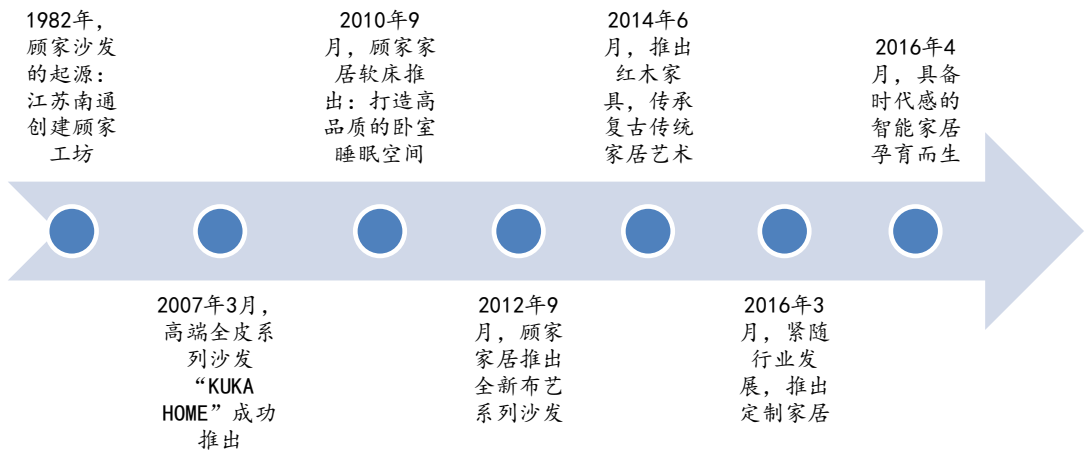 1982年，
顾家沙发
的起源：
江苏南通
创建顾家
工坊
2007年3月，
高端全皮系
列沙发
“KUKA
HOME”成功
推出
2010年9
月，顾家家
居软床推
出：打造高
品质的卧室
睡眠空间
2012年9
月，顾家
家居推出
全新布艺
系列沙发
2014年6
月，推出
红木家
具，传承
复古传统
家居艺术
2016年3
月，紧随
行业发
展，推出
定制家居
2016年4
月，具备
时代感的
智能家居
孕育而生